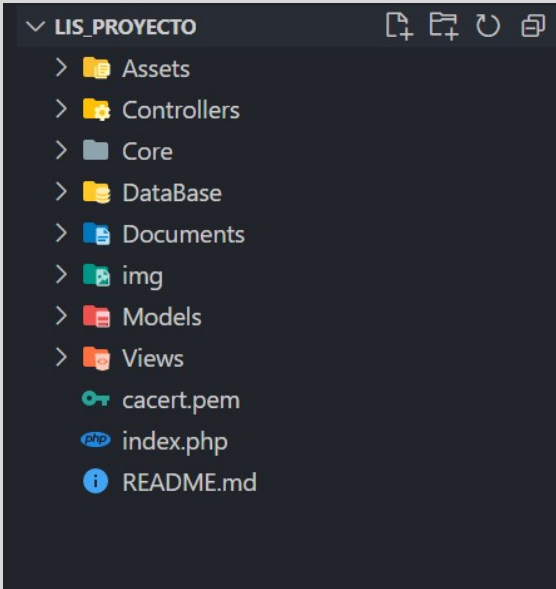 LIS_PROYECTO
Assets
Controllers
Core
DataBase
Documents
img
Models
Views
cacert.pem
php index.php
README.md